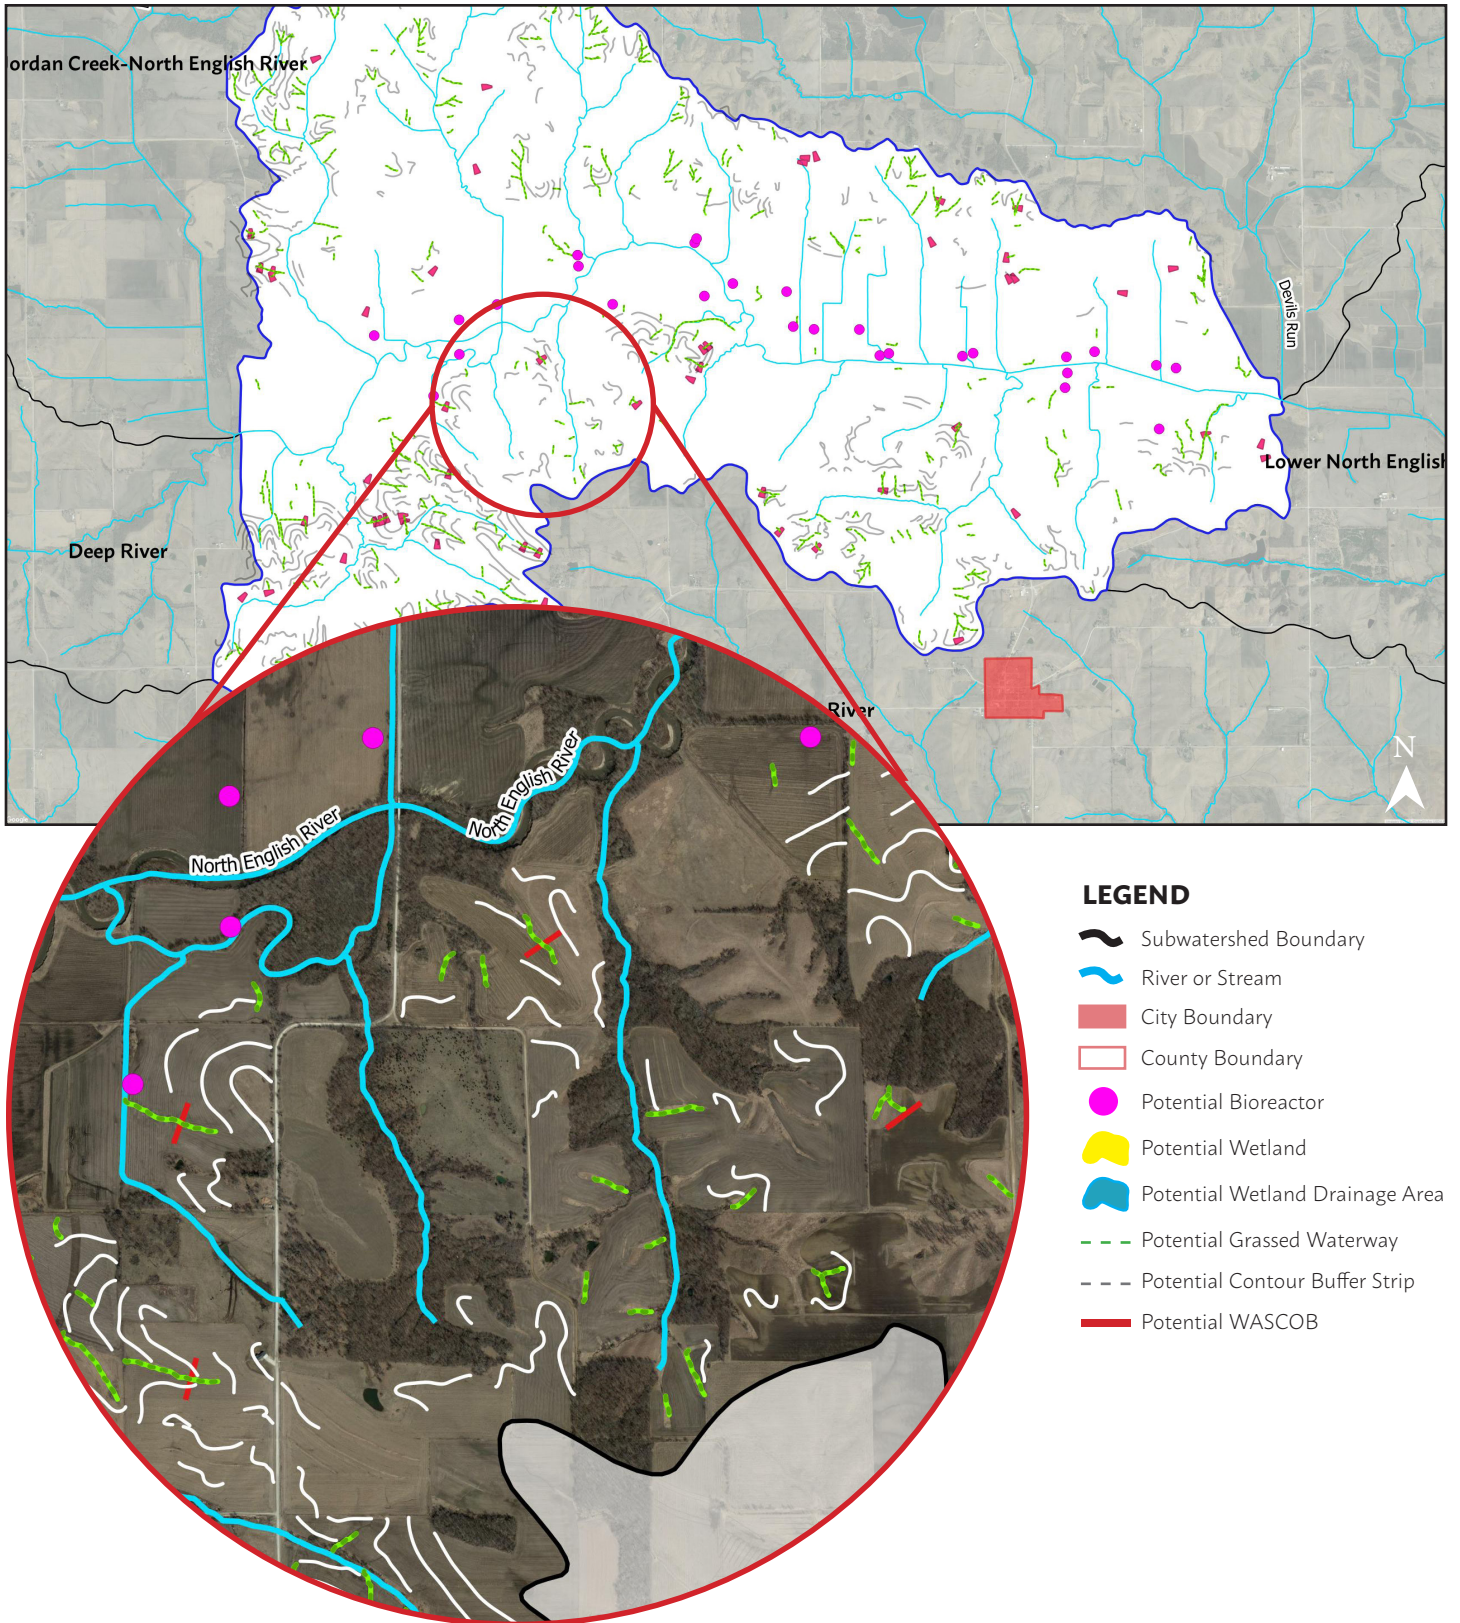 ordan Creek-North English River
Devils Run
Lower North English
Deep River
River
N
Google
North English River
North English River
LEGEND
Subwatershed Boundary
River or Stream
City Boundary
County Boundary
Potential Bioreactor
Potential Wetland
Potential Wetland Drainage Area
Potential Grassed Waterway
Potential Contour Buffer Strip
Potential WASCOB